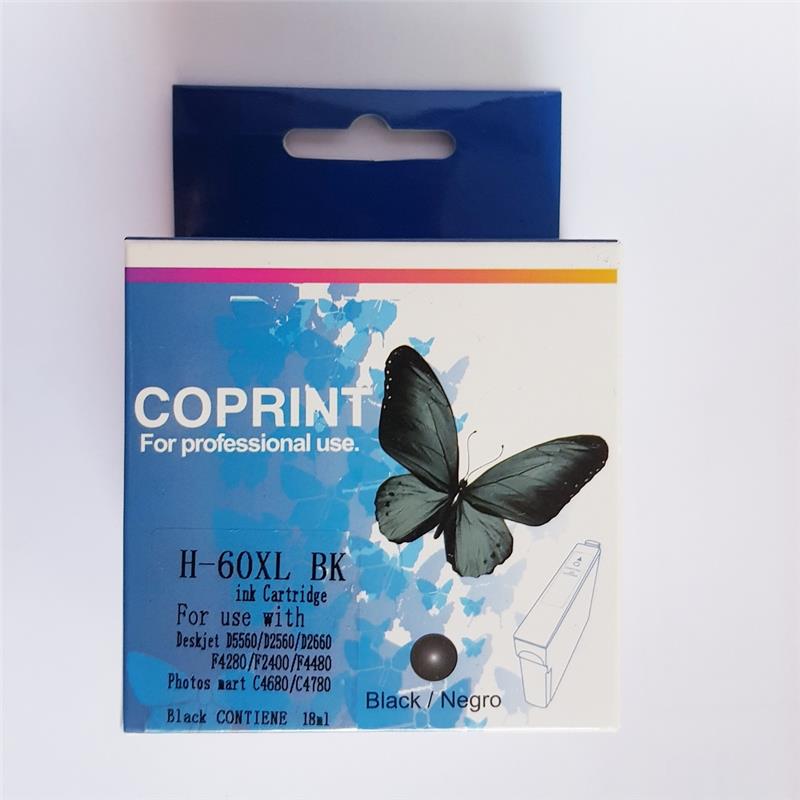 COPRINT
For professional use.
H-60XL BK
ink Cartridge
For use with
Deskjet D5560/D2560/D2660
F4280/F2400/F4480
Photos mart C4680/C4780
Black CONTIENE 18ml
Black / Negro